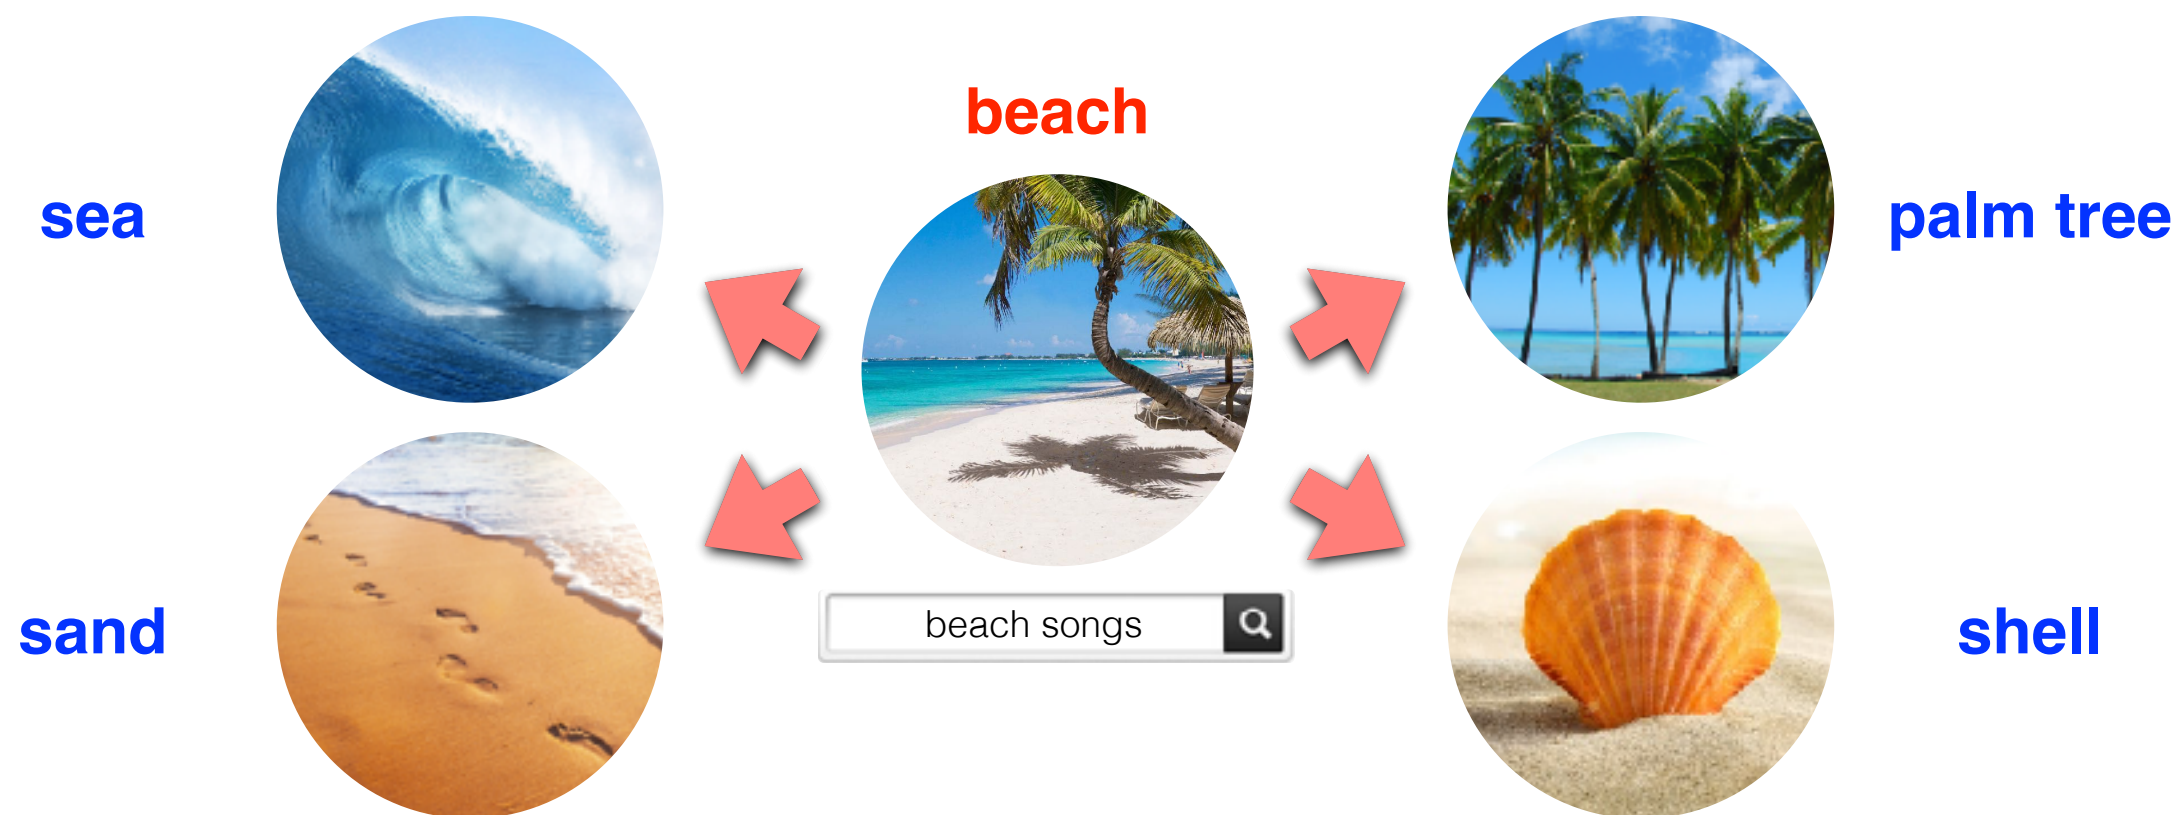 beach
sea
palm tree
beach songs
sand
shell